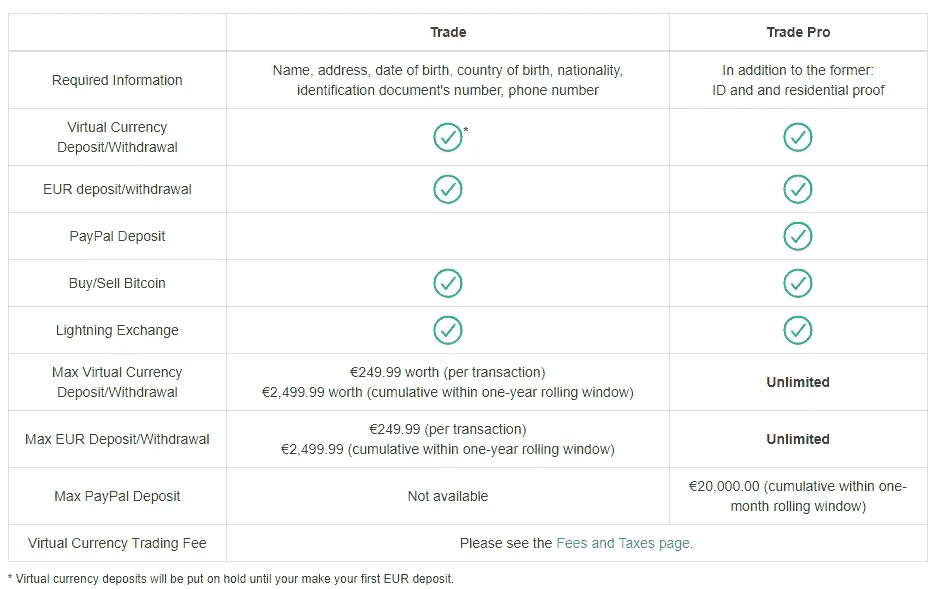 Trade
Trade Pro
Required Information
Name, address, date of birth, country of birth, nationality,
identification document's number, phone number
In addition to the former:
ID and and residential proof
Virtual Currency
Deposit/Withdrawal
*
EUR deposit/withdrawal
PayPal Deposit
Buy/Sell Bitcoin
Lightning Exchange
Max Virtual Currency
Deposit/Withdrawal
€249.99 worth (per transaction)
€2,499.99 worth (cumulative within one-year rolling window)
Unlimited
Max EUR Deposit/Withdrawal
€249.99 (per transaction)
€2,499.99 (cumulative within one-year rolling window)
Unlimited
Max PayPal Deposit
Not available
€20,000.00 (cumulative within one-
month rolling window)
Virtual Currency Trading Fee
Please see the Fees and Taxes page.
* Virtual currency deposits will be put on hold until your make your first EUR deposit.